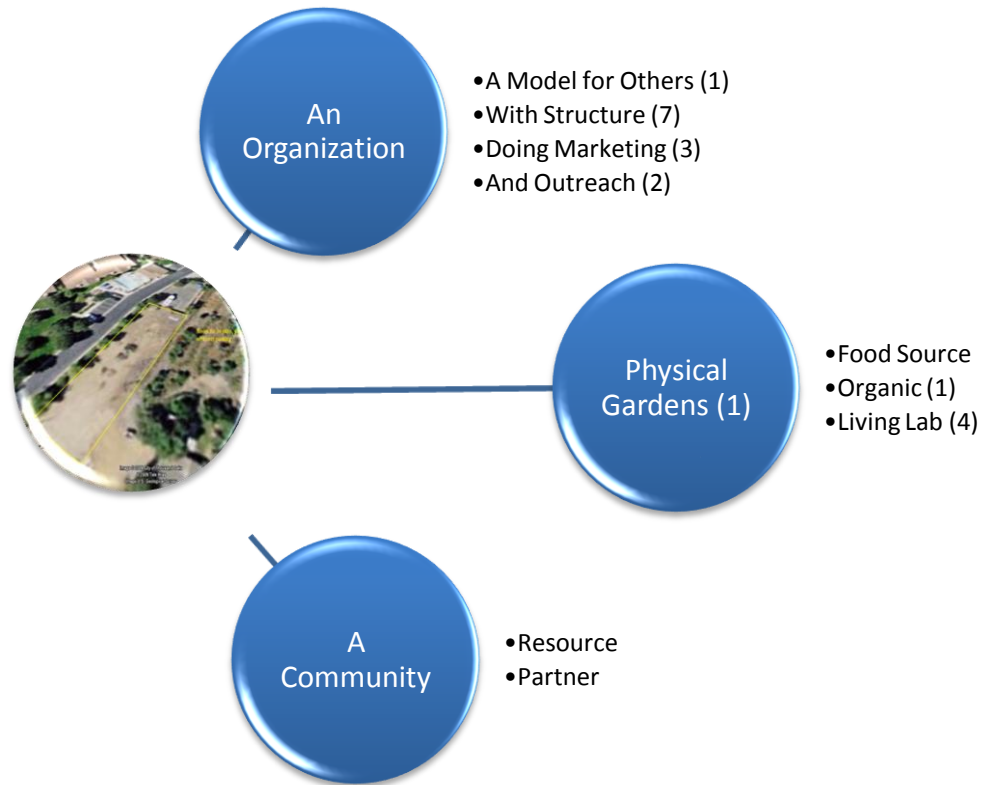 An
Organization
•A Model for Others (1)
•With Structure (7)
•Doing Marketing (3)
•And Outreach (2)
Physical
Gardens (1)
•Food Source
•Organic (1)
•Living Lab (4)
A
Community
•Resource
•Partner